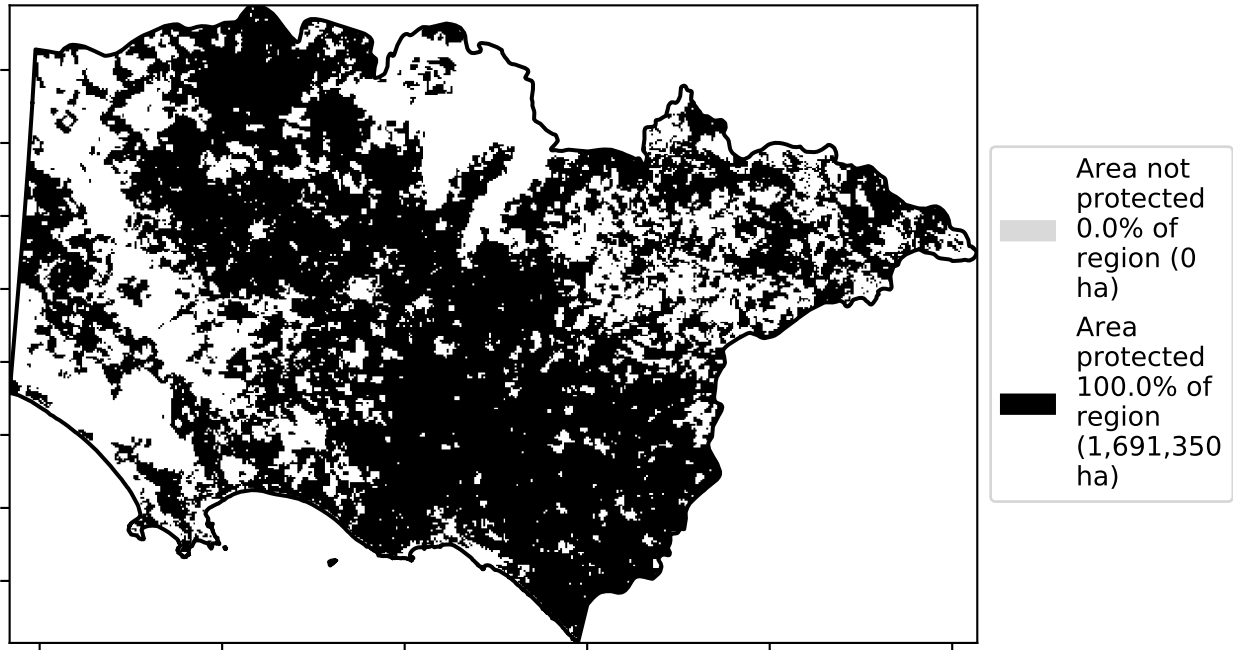 Area not
protected
0.0% of
region (0
ha)
Area
protected
100.0% of
region
(1,691,350
ha)